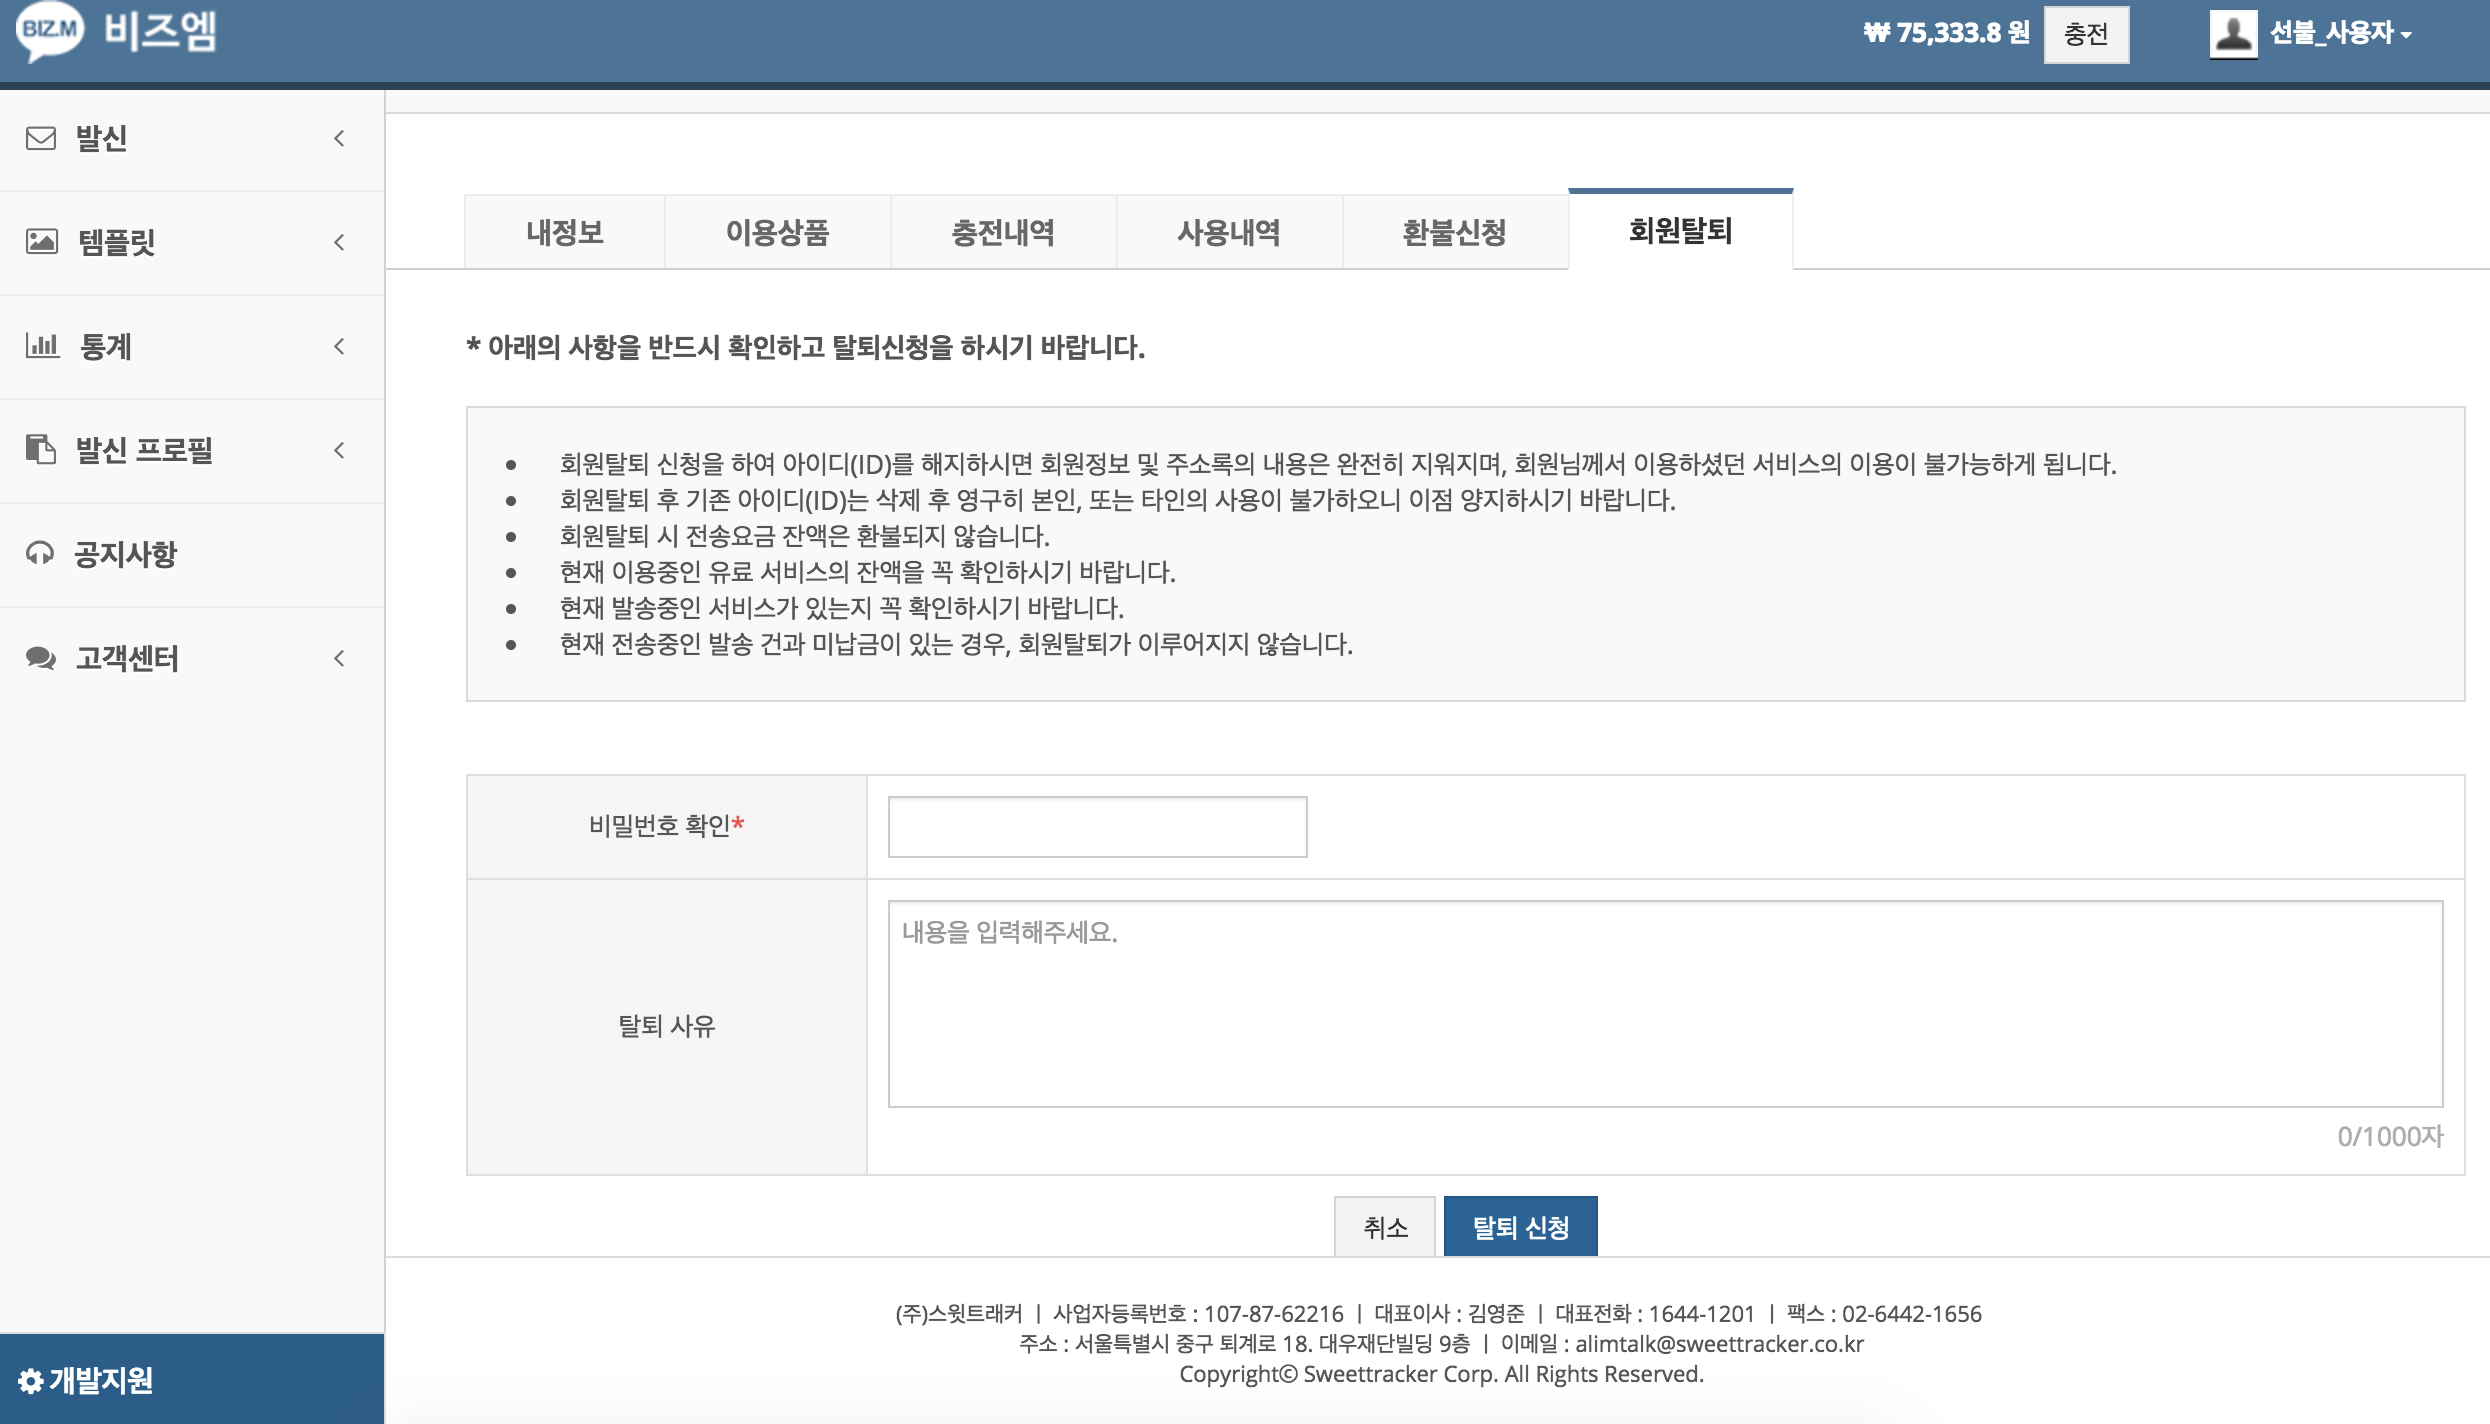 BIZ.M 비즈엠
₩ 75,333.8 원 충전 선불_사용자
발신
템플릿
통계
발신 프로필
공지사항
고객센터
개발지원
내정보 이용상품 충전내역 사용내역 환불신청 회원탈퇴
* 아래의 사항을 반드시 확인하고 탈퇴신청을 하시기 바랍니다.
• 회원탈퇴 신청을 하여 아이디(ID)를 해지하시면 회원정보 및 주소록의 내용은 완전히 지워지며, 회원님께서 이용하셨던 서비스의 이용이 불가능하게 됩니다.
• 회원탈퇴 후 기존 아이디(ID)는 삭제 후 영구히 본인, 또는 타인의 사용이 불가하오니 이점 양지하시기 바랍니다.
• 회원탈퇴 시 전송요금 잔액은 환불되지 않습니다.
• 현재 이용중인 유료 서비스의 잔액을 꼭 확인하시기 바랍니다.
• 현재 발송중인 서비스가 있는지 꼭 확인하시기 바랍니다.
• 현재 전송중인 발송 건과 미납금이 있는 경우, 회원탈퇴가 이루어지지 않습니다.
비밀번호 확인*
탈퇴 사유
내용을 입력해주세요.
0/1000자
취소 탈퇴 신청
(주)스윗트래커 | 사업자등록번호 : 107-87-62216 | 대표이사 : 김영준 | 대표전화 : 1644-1201 | 팩스 : 02-6442-1656
주소 : 서울특별시 중구 퇴계로 18. 대우재단빌딩 9층 | 이메일 : alimtalk@sweettracker.co.kr
Copyright© Sweettracker Corp. All Rights Reserved.